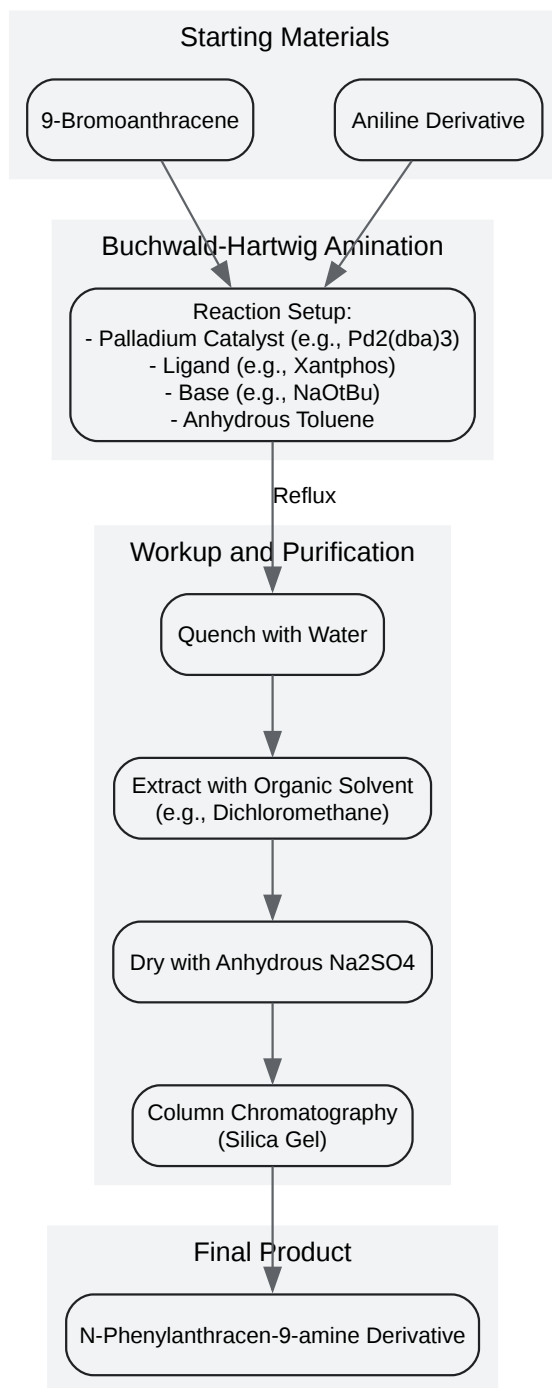 Starting Materials
9-Bromoanthracene
Aniline Derivative
Buchwald-Hartwig Amination
Reaction Setup:
- Palladium Catalyst (e.g., Pd2(dba)3)
- Ligand (e.g., Xantphos)
- Base (e.g., NaOtBu)
- Anhydrous Toluene
Reflux
Workup and Purification
Quench with Water
Extract with Organic Solvent
(e.g., Dichloromethane)
Dry with Anhydrous Na2SO4
Column Chromatography
(Silica Gel)
Final Product
N-Phenylanthracen-9-amine Derivative